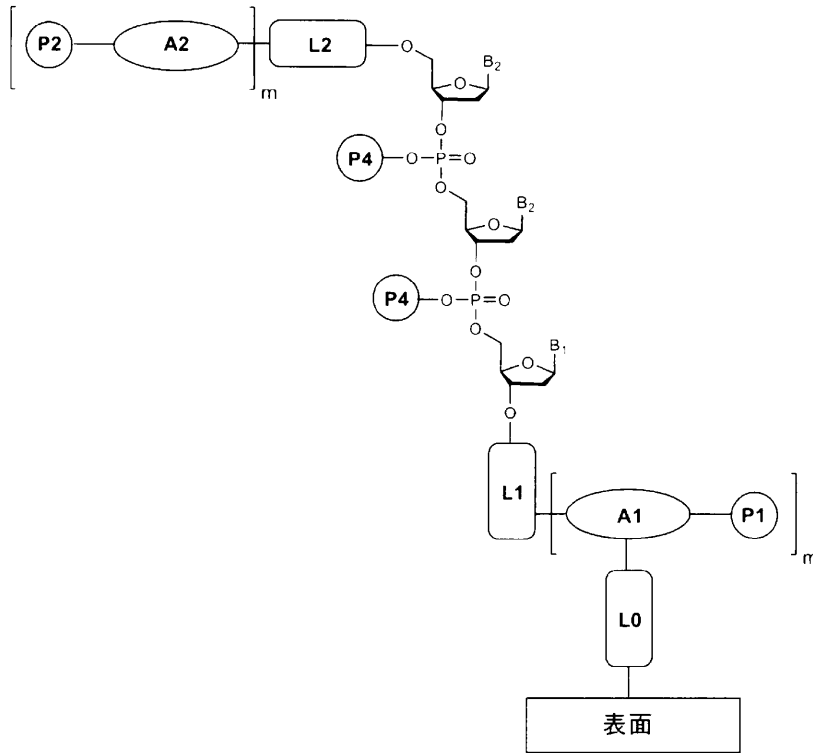 P2 A2 m L2 O
B2
O
O
P4 O P=O
O
B2
O
O
P4 O P=O
O
B1
O
O
L1 A1 P1 m
L0
表面